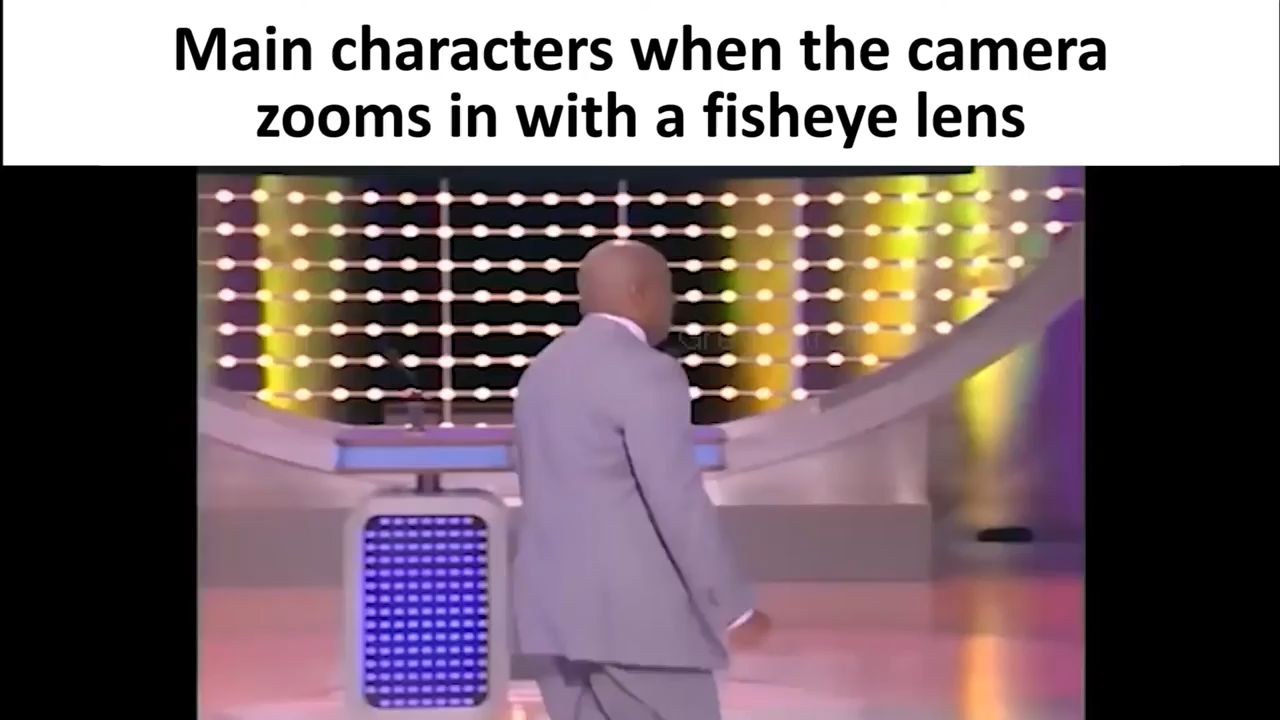 Main characters when the camera
zooms in with a fisheye lens